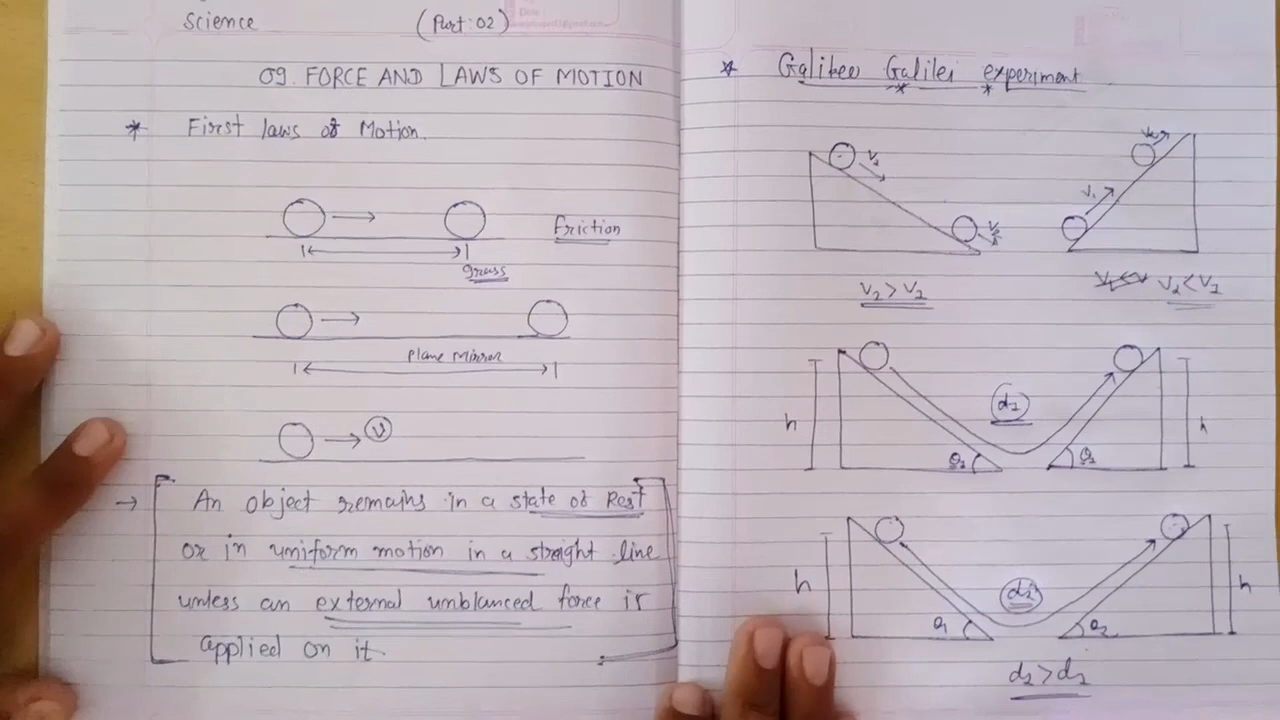 Science (Part:02)
09. FORCE AND LAWS OF MOTION
* First laws of Motion.
Friction
grass
Plane Mirror
V
→ An object remains in a state of Rest
or in uniform motion in a straight line
unless an external unblanced force is
applied on it
* Galileo Galilei experiment
V₁
V₂
V₁
V₂
V₂ > V₁
V₂ < V₁
h
d₁
h
θ₁
θ₁
h
d₂
h
θ₁
θ₂
d₂ > d₁